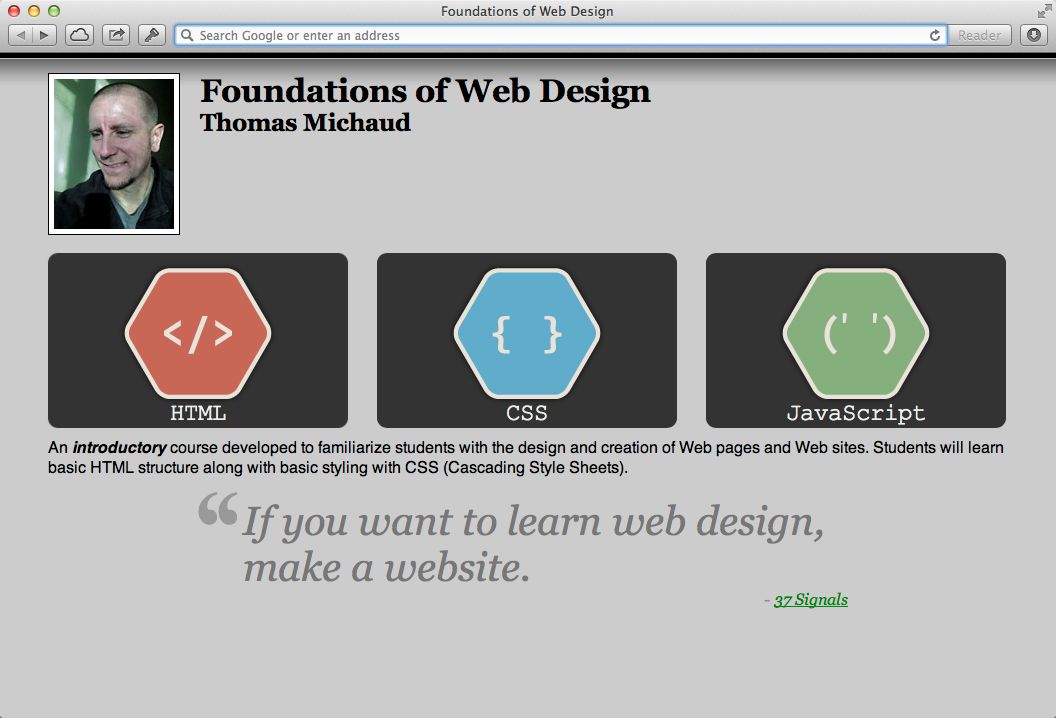 Foundations of Web Design
Search Google or enter an address
Reader
Foundations of Web Design
Thomas Michaud
</>
{ }
(' ')
HTML
CSS
JavaScript
An introductory course developed to familiarize students with the design and creation of Web pages and Web sites. Students will learn
basic HTML structure along with basic styling with CSS (Cascading Style Sheets).
“If you want to learn web design,
make a website.
- 37 Signals